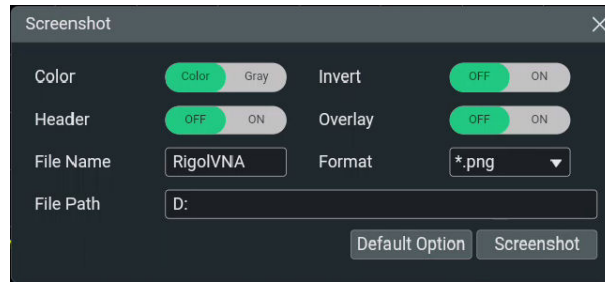 Screenshot
Color Color Gray Invert OFF ON
Header OFF ON Overlay OFF ON
File Name RigolVNA Format *.png
File Path D:
Default Option Screenshot